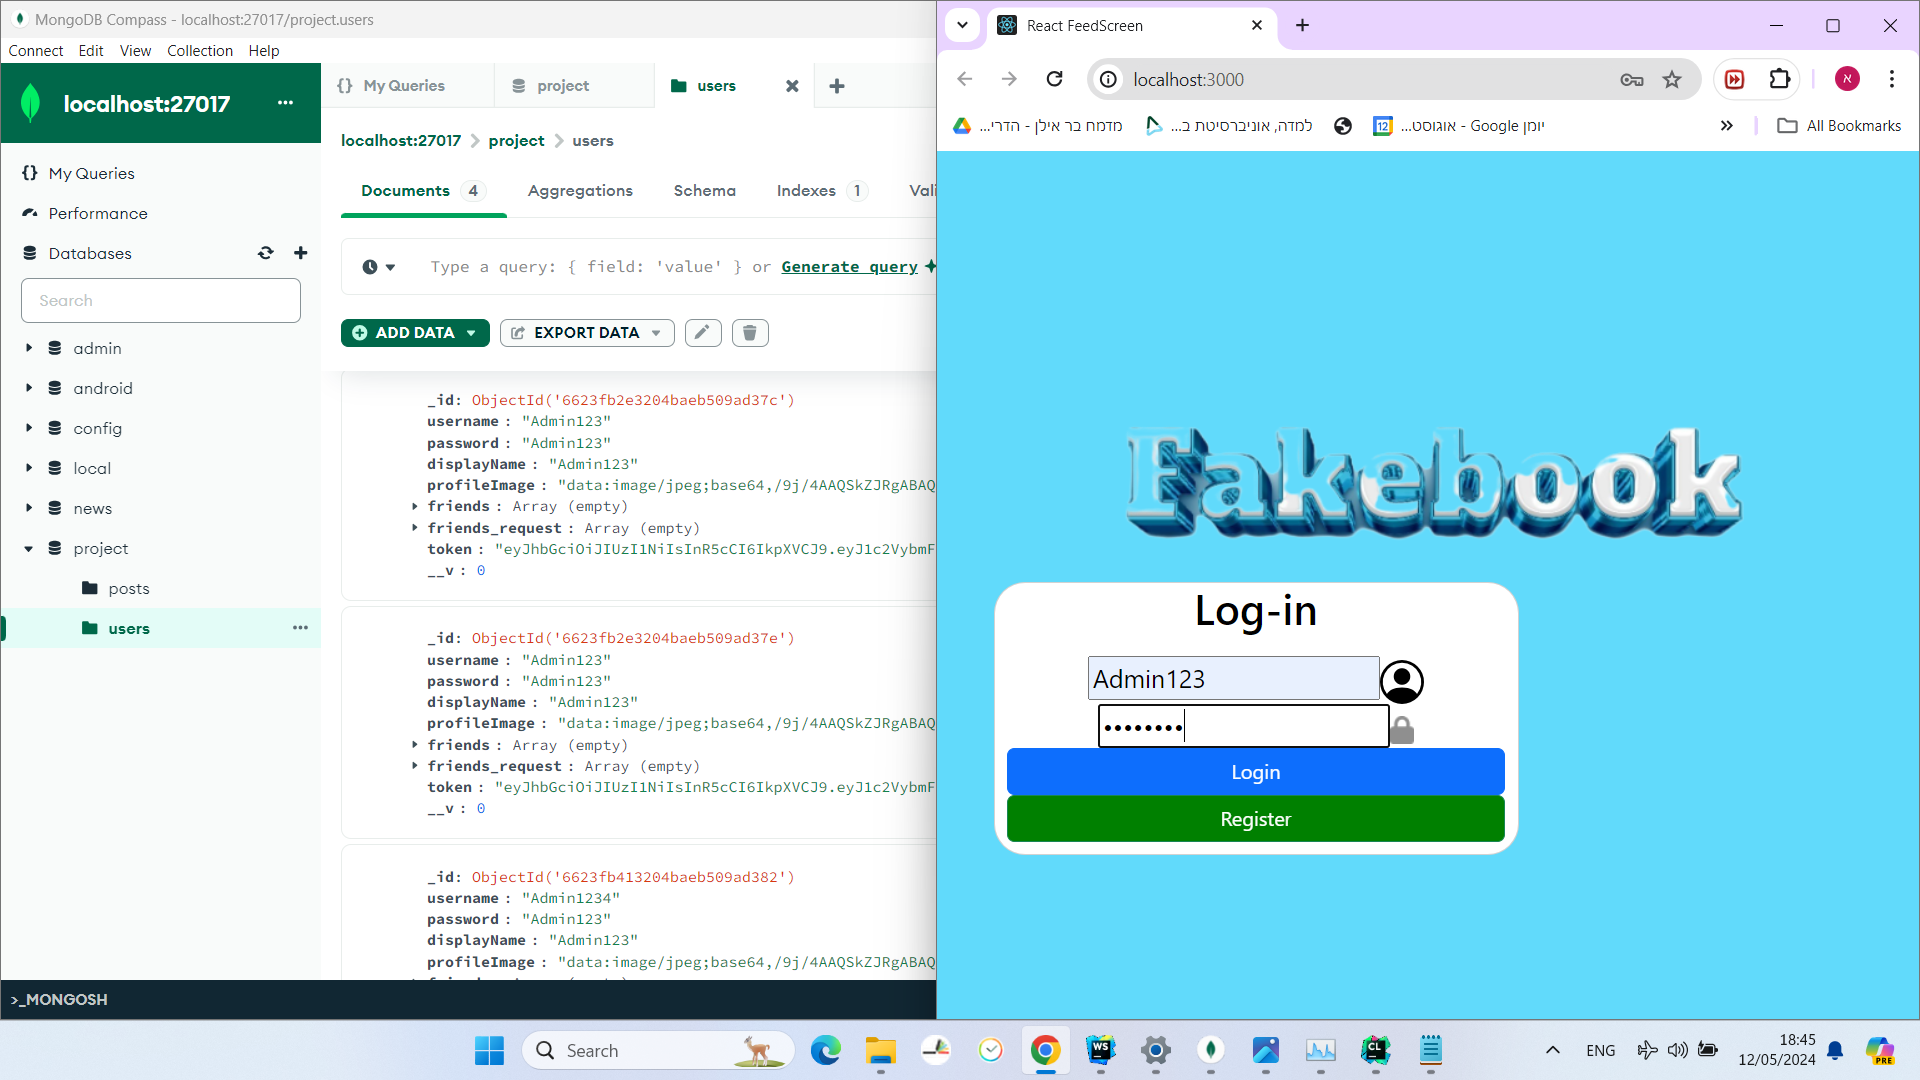 MongoDB Compass - localhost:27017/project.users
Connect Edit View Collection Help
localhost:27017 ...
My Queries
Performance
Databases
Search
admin
android
config
local
news
project
posts
users ...
{} My Queries
project
users
localhost:27017 > project > users
Documents 4 Aggregations Schema Indexes 1 Vali
Type a query: { field: 'value' } or Generate query
ADD DATA EXPORT DATA
_id: ObjectId('6623fb2e3204baeb509ad37c')
username : "Admin123"
password : "Admin123"
displayName : "Admin123"
profileImage : "data:image/jpeg;base64,/9j/4AAQSkZJRgABAQ
friends : Array (empty)
friends_request : Array (empty)
token : "eyJhbGciOiJIUzI1NiIsInR5cCI6IkpXVCJ9.eyJ1c2VybmF
__v : 0
_id: ObjectId('6623fb2e3204baeb509ad37e')
username : "Admin123"
password : "Admin123"
displayName : "Admin123"
profileImage : "data:image/jpeg;base64,/9j/4AAQSkZJRgABAQ
friends : Array (empty)
friends_request : Array (empty)
token : "eyJhbGciOiJIUzI1NiIsInR5cCI6IkpXVCJ9.eyJ1c2VybmF
__v : 0
_id: ObjectId('6623fb413204baeb509ad382')
username : "Admin1234"
password : "Admin123"
displayName : "Admin123"
profileImage : "data:image/jpeg;base64,/9j/4AAQSkZJRgABAQ
>_MONGOSH
React FeedScreen
localhost:3000
א
מדמח בר אילן - הדרי...
למדה, אוניברסיטת ב...
12
יומן Google - אוגוסט...
All Bookmarks
Fakebook
Log-in
Admin123
••••••••
Login
Register
Search
WS
CL
ENG
18:45
12/05/2024
PRE